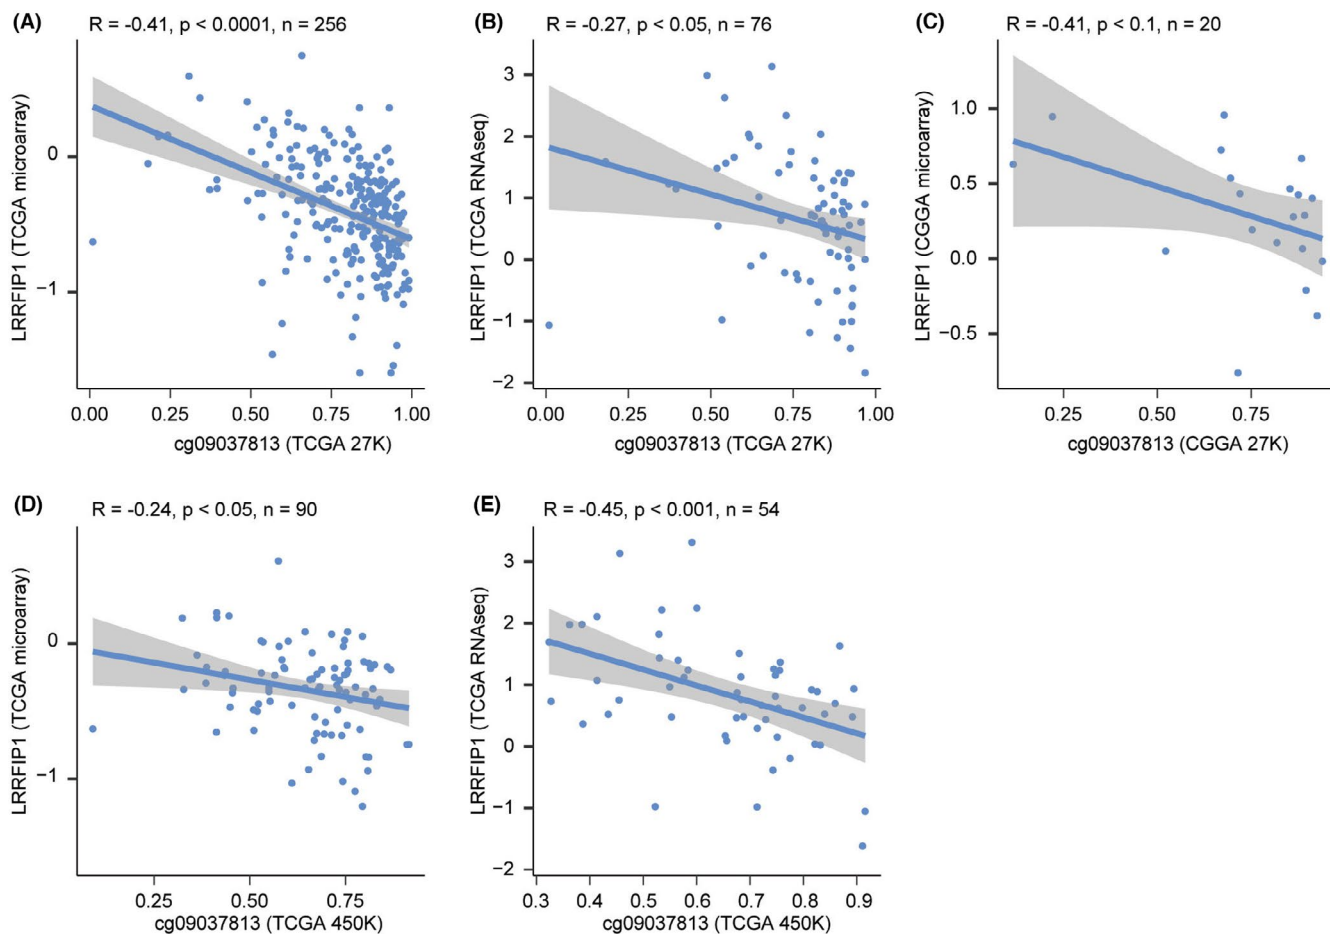 (A)
R = -0.41, p < 0.0001, n = 256
LRRFIP1 (TCGA microarray)
0
−1
0.00 0.25 0.50 0.75 1.00
cg09037813 (TCGA 27K)
(B)
R = -0.27, p < 0.05, n = 76
LRRFIP1 (TCGA RNAseq)
3
2
1
0
−1
−2
0.00 0.25 0.50 0.75 1.00
cg09037813 (TCGA 27K)
(C)
R = -0.41, p < 0.1, n = 20
LRRFIP1 (CGGA microarray)
1.0
0.5
0.0
−0.5
0.25 0.50 0.75
cg09037813 (CGGA 27K)
(D)
R = -0.24, p < 0.05, n = 90
LRRFIP1 (TCGA microarray)
0
−1
0.25 0.50 0.75
cg09037813 (TCGA 450K)
(E)
R = -0.45, p < 0.001, n = 54
LRRFIP1 (TCGA RNAseq)
3
2
1
0
−1
−2
0.3 0.4 0.5 0.6 0.7 0.8 0.9
cg09037813 (TCGA 450K)